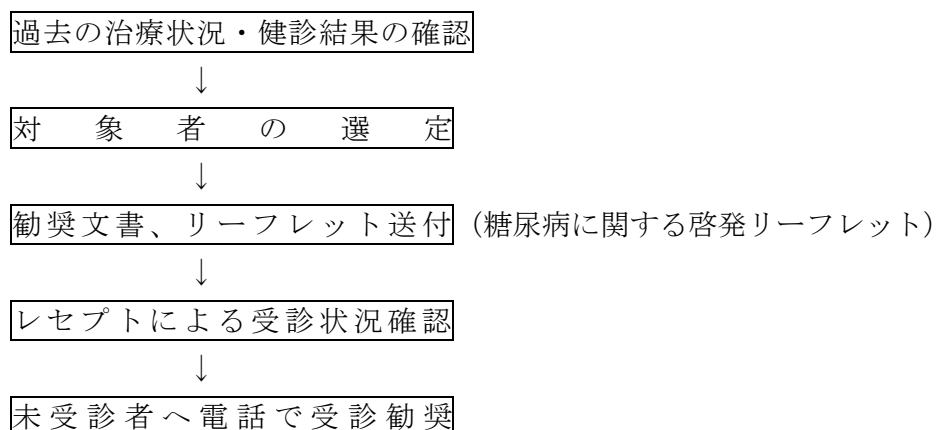 過去の治療状況・健診結果の確認
↓
対象者の選定
↓
勧奨文書、リーフレット送付（糖尿病に関する啓発リーフレット）
↓
レセプトによる受診状況確認
↓
未受診者へ電話で受診勧奨